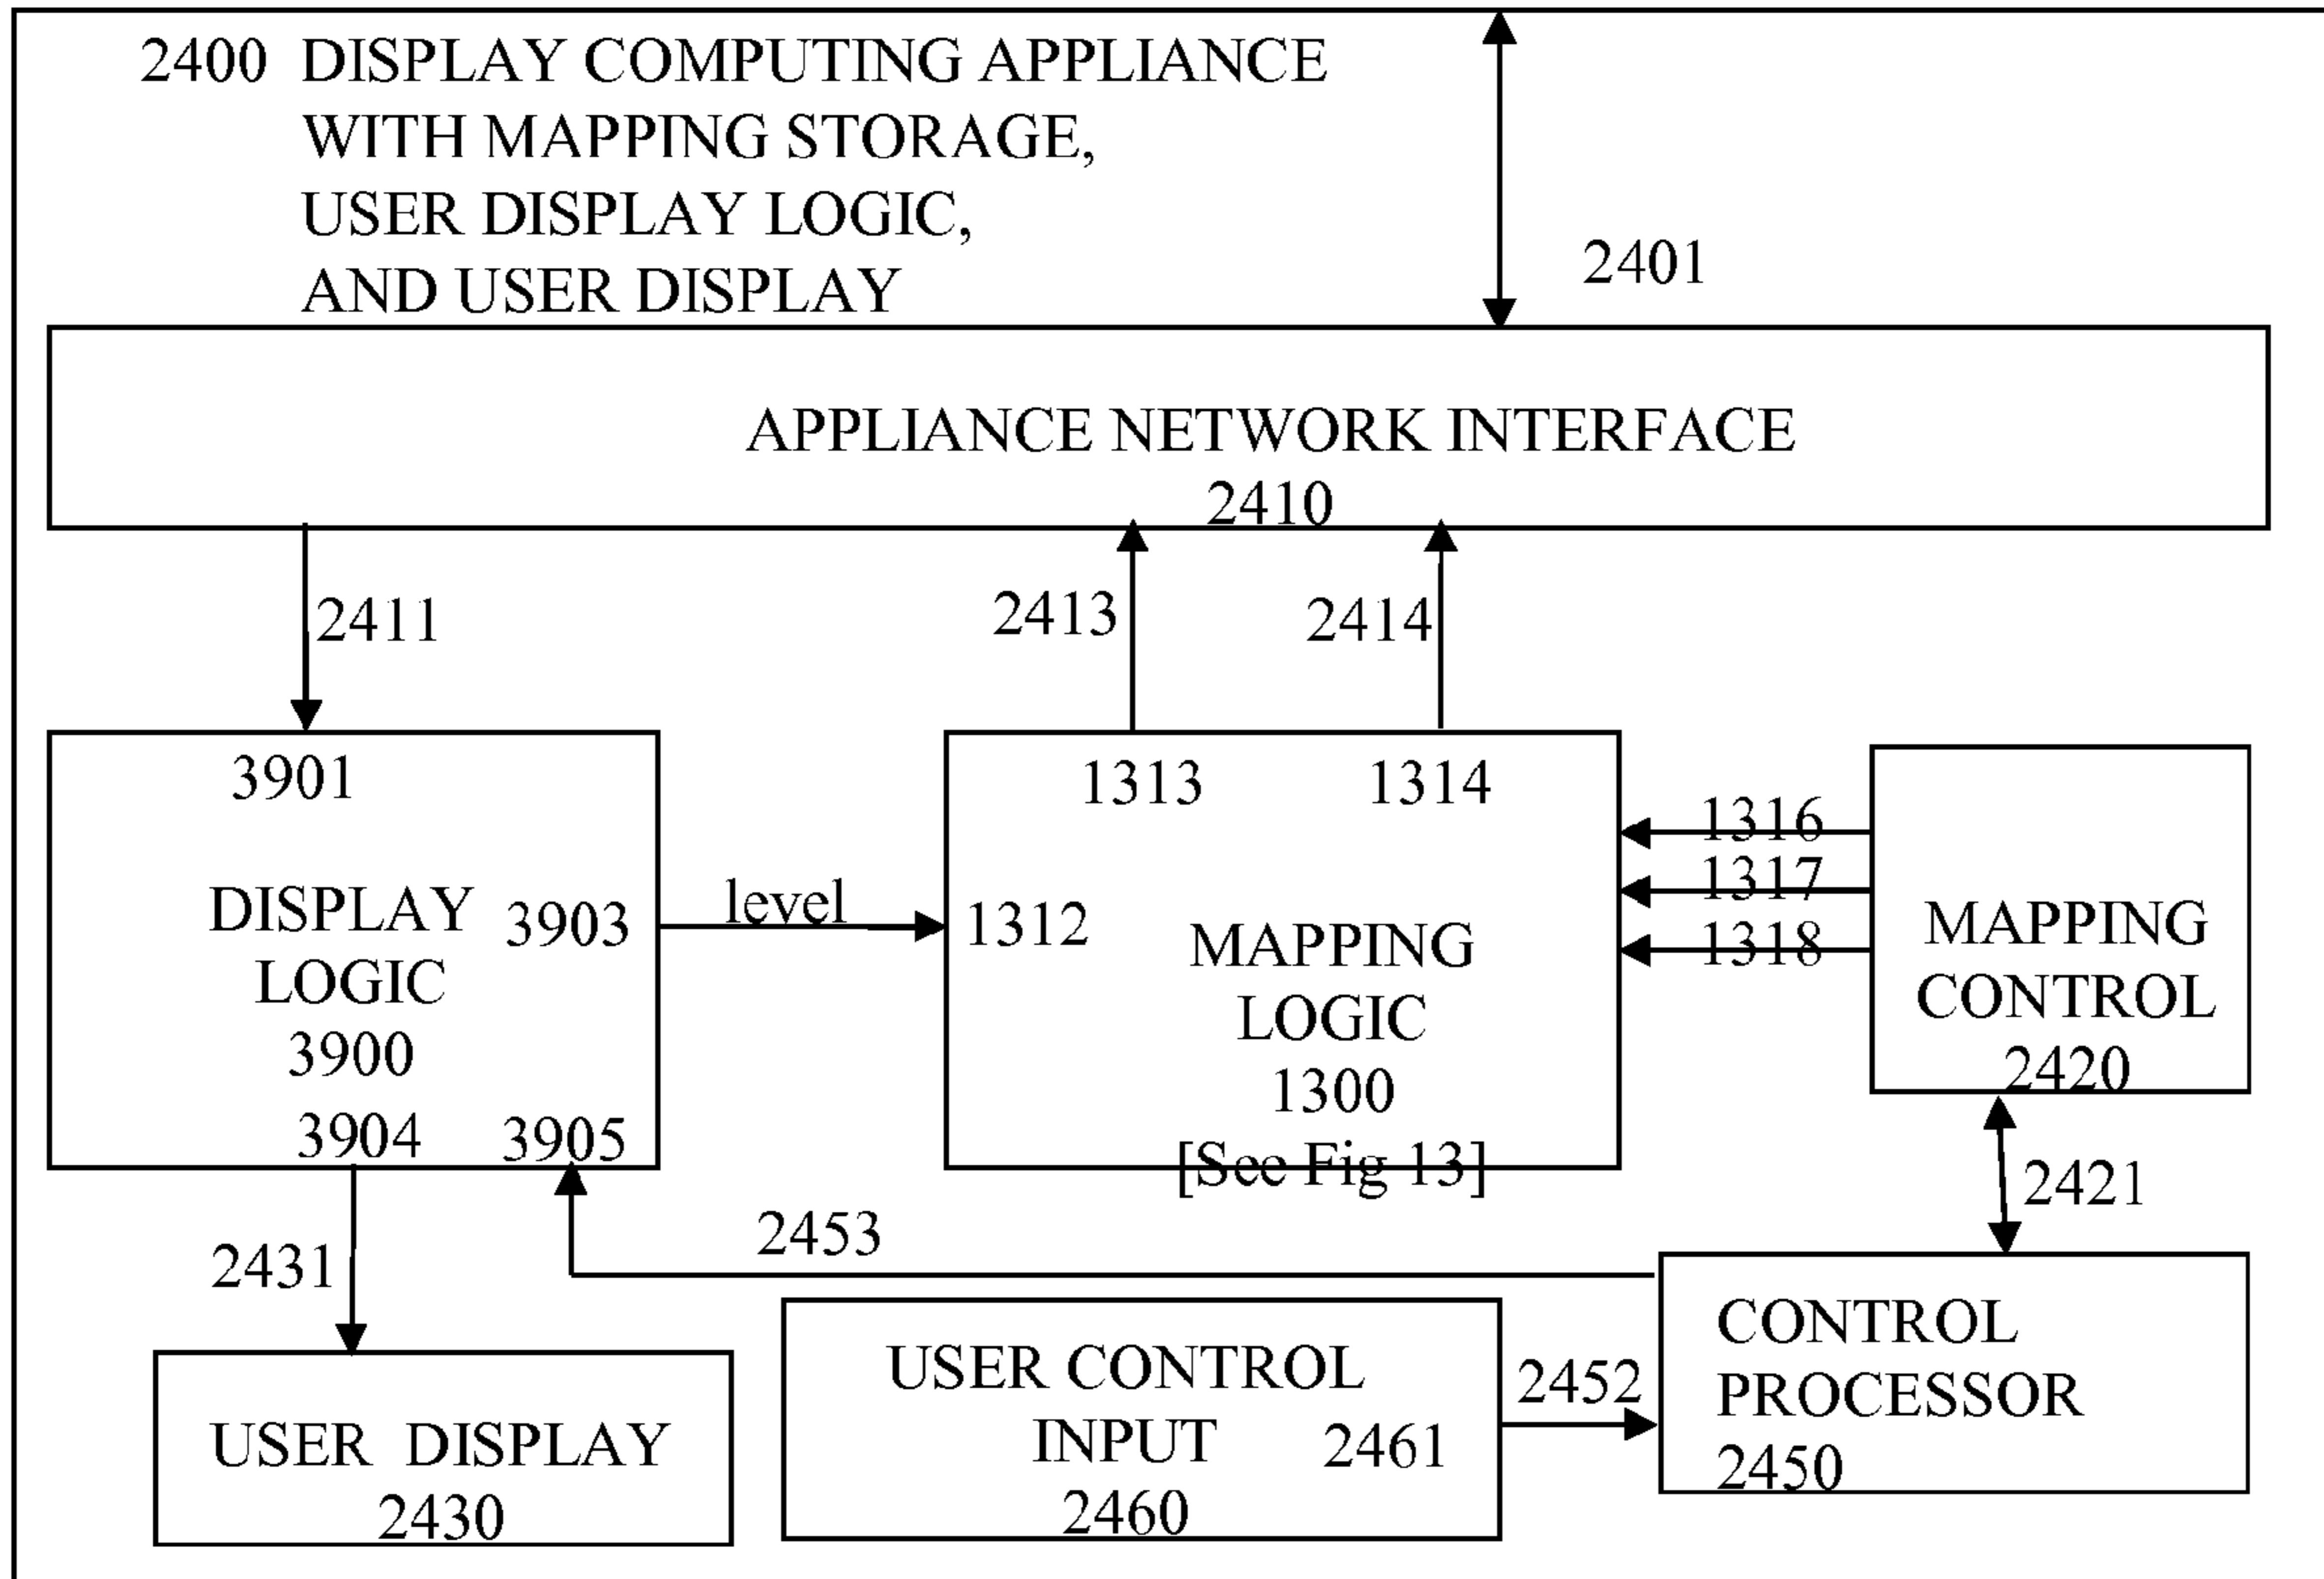 2400 DISPLAY COMPUTING APPLIANCE
WITH MAPPING STORAGE,
USER DISPLAY LOGIC,
AND USER DISPLAY
2401
APPLIANCE NETWORK INTERFACE
2410
2411
2413
2414
3901
DISPLAY
LOGIC
3900
3903
3904
3905
level
1313
1314
1312
MAPPING
LOGIC
1300
[See Fig 13]
1316
1317
1318
MAPPING
CONTROL
2420
2421
2453
2431
USER DISPLAY
2430
USER CONTROL
INPUT
2461
2460
2452
CONTROL
PROCESSOR
2450